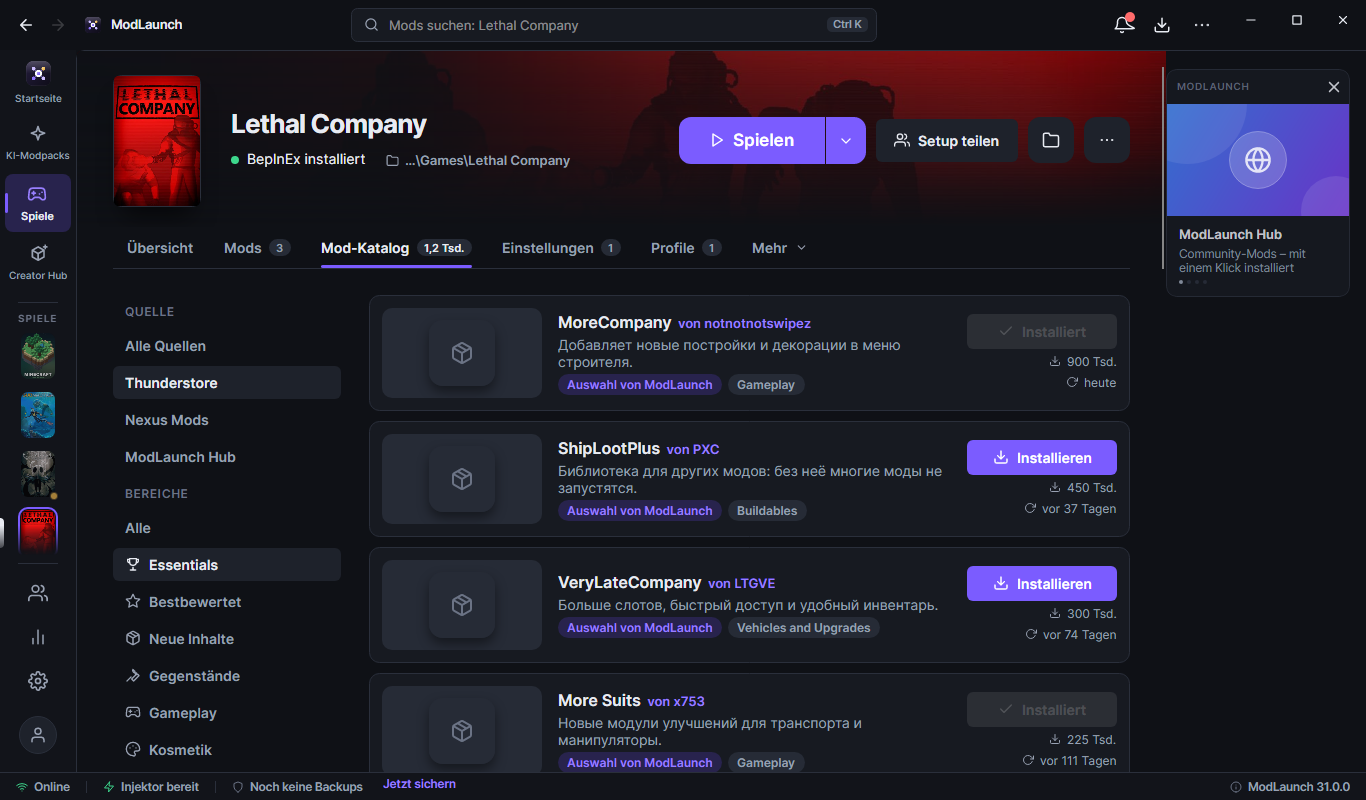 ModLaunch
Mods suchen: Lethal Company
Ctrl K
Startseite
KI-Modpacks
Spiele
Creator Hub
SPIELE
MINECRAFT
LETHAL
COMPANY
LETHAL
COMPANY
Lethal Company
BepInEx installiert
...\Games\Lethal Company
Spielen
Setup teilen
Übersicht
Mods 3
Mod-Katalog 1,2 Tsd.
Einstellungen 1
Profile 1
Mehr
QUELLE
Alle Quellen
Thunderstore
Nexus Mods
ModLaunch Hub
BEREICHE
Alle
Essentials
Bestbewertet
Neue Inhalte
Gegenstände
Gameplay
Kosmetik
MoreCompany von notnotnotswipez
Добавляет новые постройки и декорации в меню
строителя.
Auswahl von ModLaunch
Gameplay
Installiert
900 Tsd.
heute
ShipLootPlus von PXC
Библиотека для других модов: без неё многие моды не
запустятся.
Auswahl von ModLaunch
Buildables
Installieren
450 Tsd.
vor 37 Tagen
VeryLateCompany von LTGVE
Больше слотов, быстрый доступ и удобный инвентарь.
Auswahl von ModLaunch
Vehicles and Upgrades
Installieren
300 Tsd.
vor 74 Tagen
More Suits von x753
Новые модули улучшений для транспорта и
манипуляторы.
Auswahl von ModLaunch
Gameplay
Installiert
225 Tsd.
vor 111 Tagen
MODLAUNCH
ModLaunch Hub
Community-Mods – mit
einem Klick installiert
Online
Injektor bereit
Noch keine Backups
Jetzt sichern
ModLaunch 31.0.0